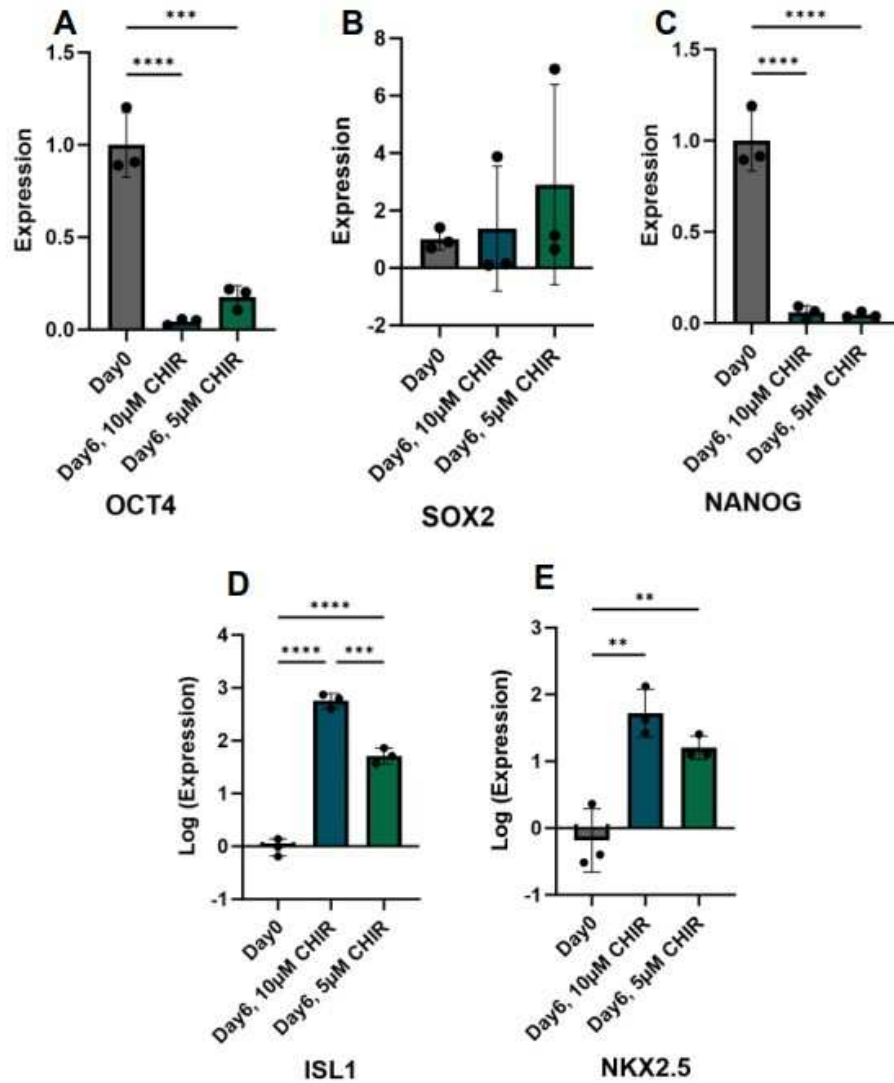 A
***
****
1.5
1.0
0.5
0.0
Expression
Day0
Day6, 10µM CHIR
Day6, 5µM CHIR
OCT4
B
8
6
4
2
0
-2
Expression
Day0
Day6, 10µM CHIR
Day6, 5µM CHIR
SOX2
C
****
****
1.5
1.0
0.5
0.0
Expression
Day0
Day6, 10µM CHIR
Day6, 5µM CHIR
NANOG
D
****
**** ***
4
3
2
1
0
-1
Log (Expression)
Day0
Day6, 10µM CHIR
Day6, 5µM CHIR
ISL1
E
**
**
3
2
1
0
-1
Log (Expression)
Day0
Day6, 10µM CHIR
Day6, 5µM CHIR
NKX2.5